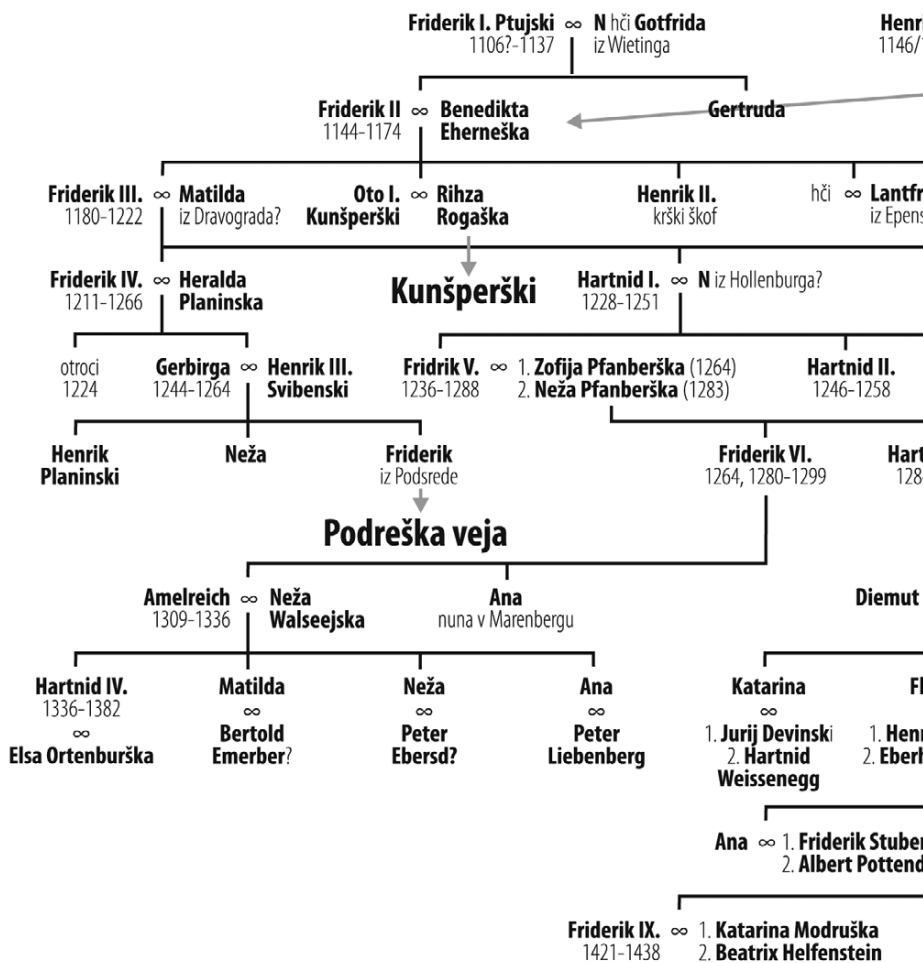 Friderik I. Ptujski ∞ N hči Gotfrida
1106?-1137 iz Wietinga
Friderik II ∞ Benedikta
1144-1174 Eherneška
Gertruda
Friderik III. ∞ Matilda
1180-1222 iz Dravograda?
Oto I. ∞ Rihza
Kunšperški Rogaška
Henrik II.
krški škof
hči ∞
Kunšperški
Friderik IV. ∞ Heralda
1211-1266 Planinska
Hartnid I. ∞ N iz Hollenburga?
1228-1251
otroci
1224
Gerbirga ∞ Henrik III.
1244-1264 Svibenski
Fridrik V. ∞ 1. Zofija Pfanberška (1264)
1236-1288 2. Neža Pfanberška (1283)
Hartnid II.
1246-1258
Henrik
Planinski
Neža
Friderik
iz Podsrede
Friderik VI.
1264, 1280-1299
Podreška veja
Amelreich ∞ Neža
1309-1336 Walseejska
Ana
nuna v Marenbergu
Diemut
Hartnid IV.
1336-1382
∞
Elsa Ortenburška
Matilda
∞
Bertold
Emerber?
Neža
∞
Peter
Ebersd?
Ana
∞
Peter
Liebenberg
Katarina
∞
1. Jurij Devinski
2. Hartnid
Weissenegg
Ana ∞ 1. Friderik
2. Albert
Friderik IX. ∞ 1. Katarina Modruška
1421-1438 2. Beatrix Helfenstein